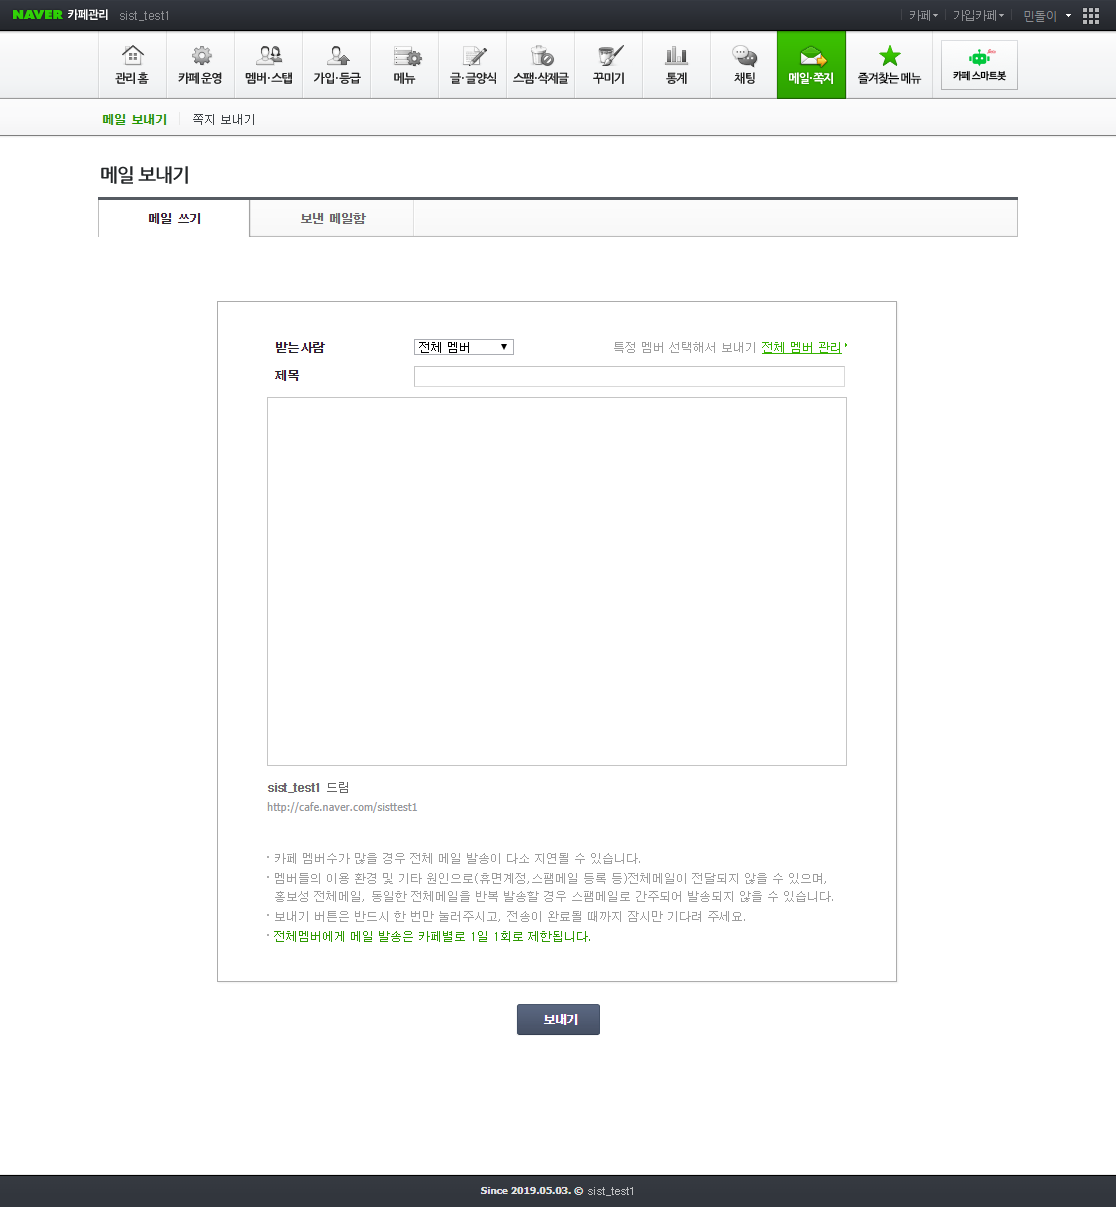 NAVER 카페관리 sist_test1 카페 가입카페 민돌이
관리 홈 카페 운영 멤버·스탭 가입·등급 메뉴 글·글양식 스팸·삭제글 꾸미기 통계 채팅 메일·쪽지 즐겨찾는 메뉴 카페 스마트봇
메일 보내기 쪽지 보내기
메일 보내기
메일 쓰기 보낸 메일함
받는사람 전체 멤버 특정 멤버 선택해서 보내기 전체 멤버 관리
제목
sist_test1 드림
http://cafe.naver.com/sisttest1
· 카페 멤버수가 많을 경우 전체 메일 발송이 다소 지연될 수 있습니다.
· 멤버들의 이용 환경 및 기타 원인으로(휴면계정,스팸메일 등록 등)전체메일이 전달되지 않을 수 있으며,
홍보성 전체메일, 동일한 전체메일을 반복 발송할 경우 스팸메일로 간주되어 발송되지 않을 수 있습니다.
· 보내기 버튼은 반드시 한 번만 눌러주시고, 전송이 완료될 때까지 잠시만 기다려 주세요.
· 전체멤버에게 메일 발송은 카페별로 1일 1회로 제한됩니다.
보내기
Since 2019.05.03. © sist_test1